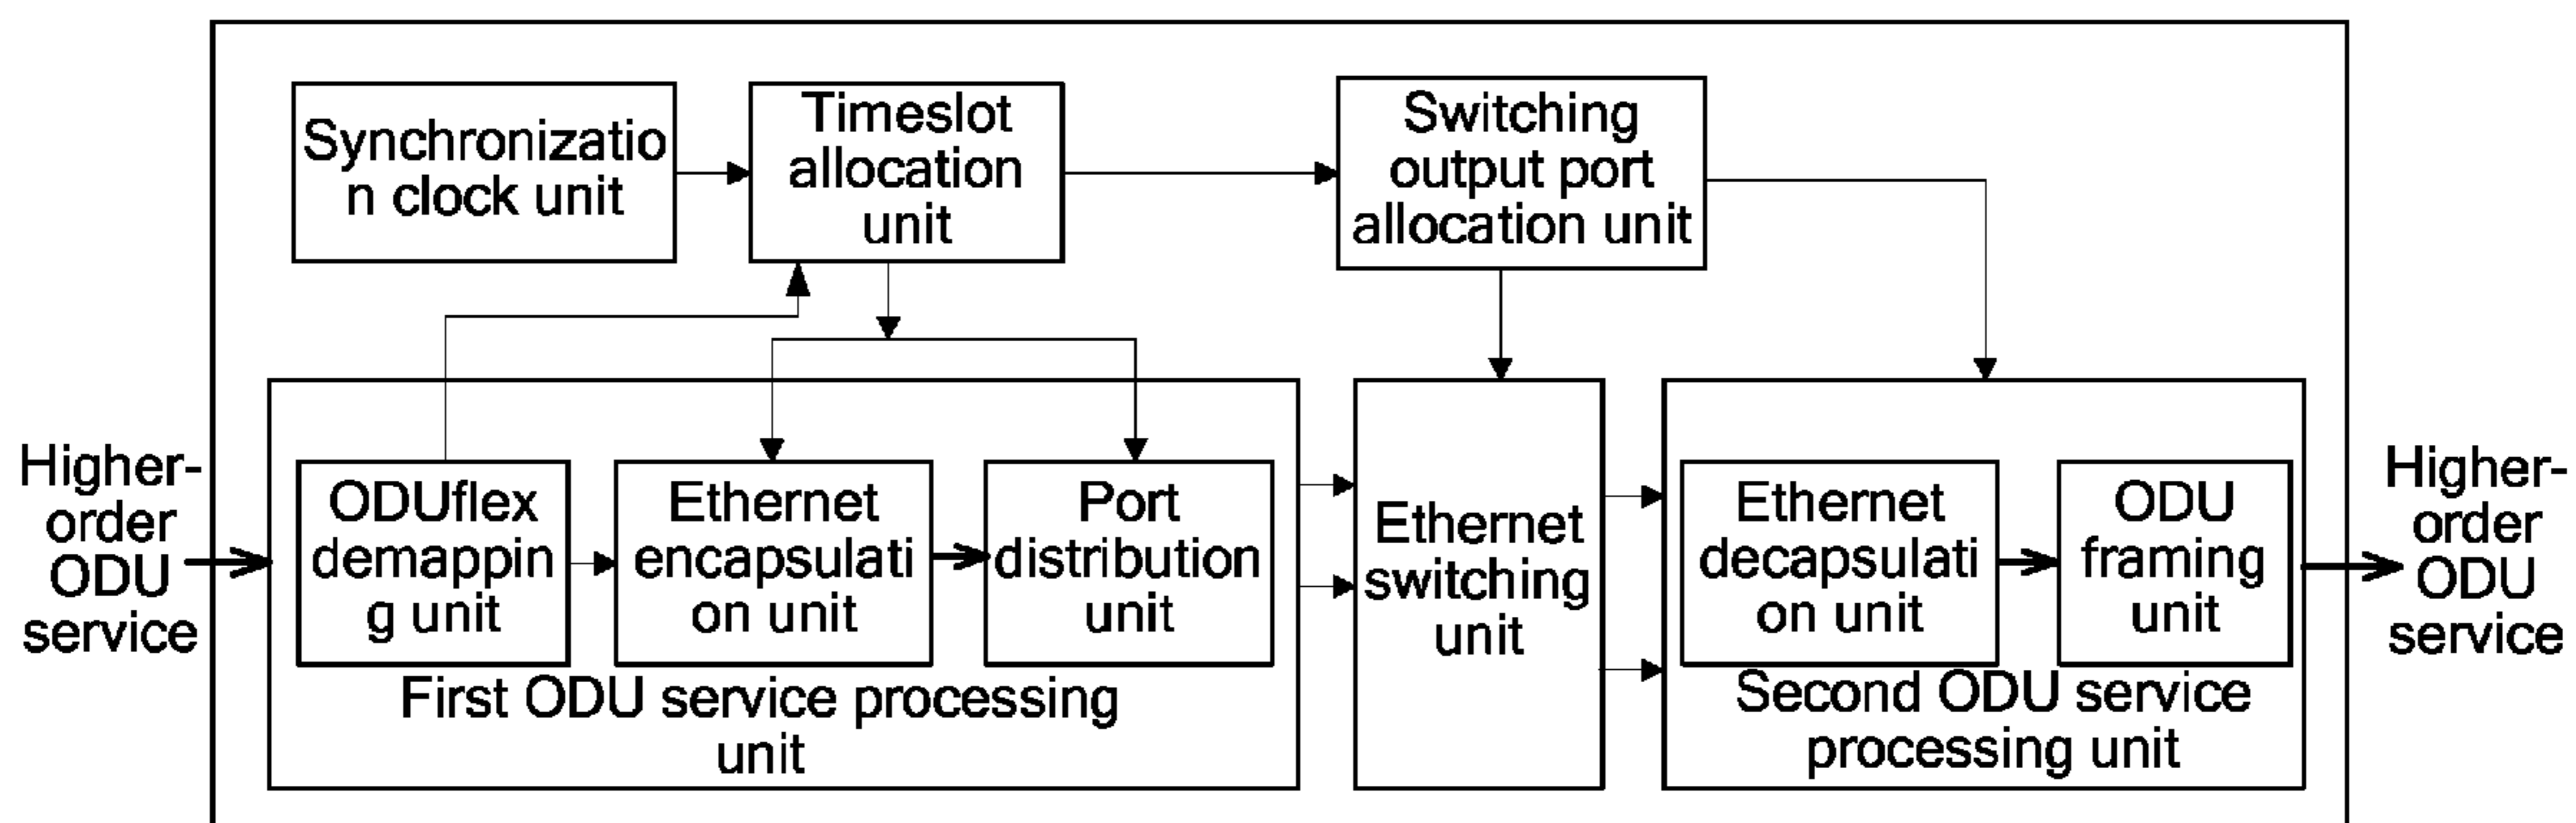 Synchronizatio
n clock unit
Timeslot
allocation
unit
Switching
output port
allocation unit
Higher-
order
ODU
service
ODUflex
demappin
g unit
Ethernet
encapsulati
on unit
Port
distribution
unit
First ODU service processing
unit
Ethernet
switching
unit
Ethernet
decapsulati
on unit
ODU
framing
unit
Second ODU service
processing unit
Higher-
order
ODU
service